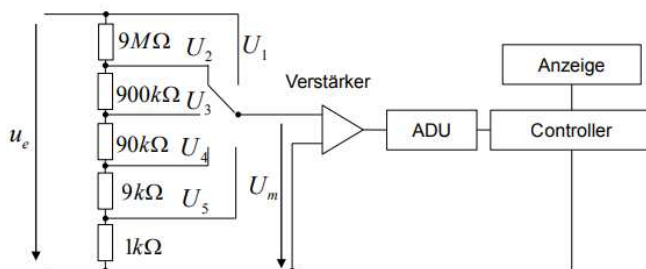 9MΩ
U₂
U₁
Verstärker
Anzeige
900kΩ
U₃
ADU
Controller
uₑ
90kΩ
U₄
Uₘ
9kΩ
U₅
1kΩ